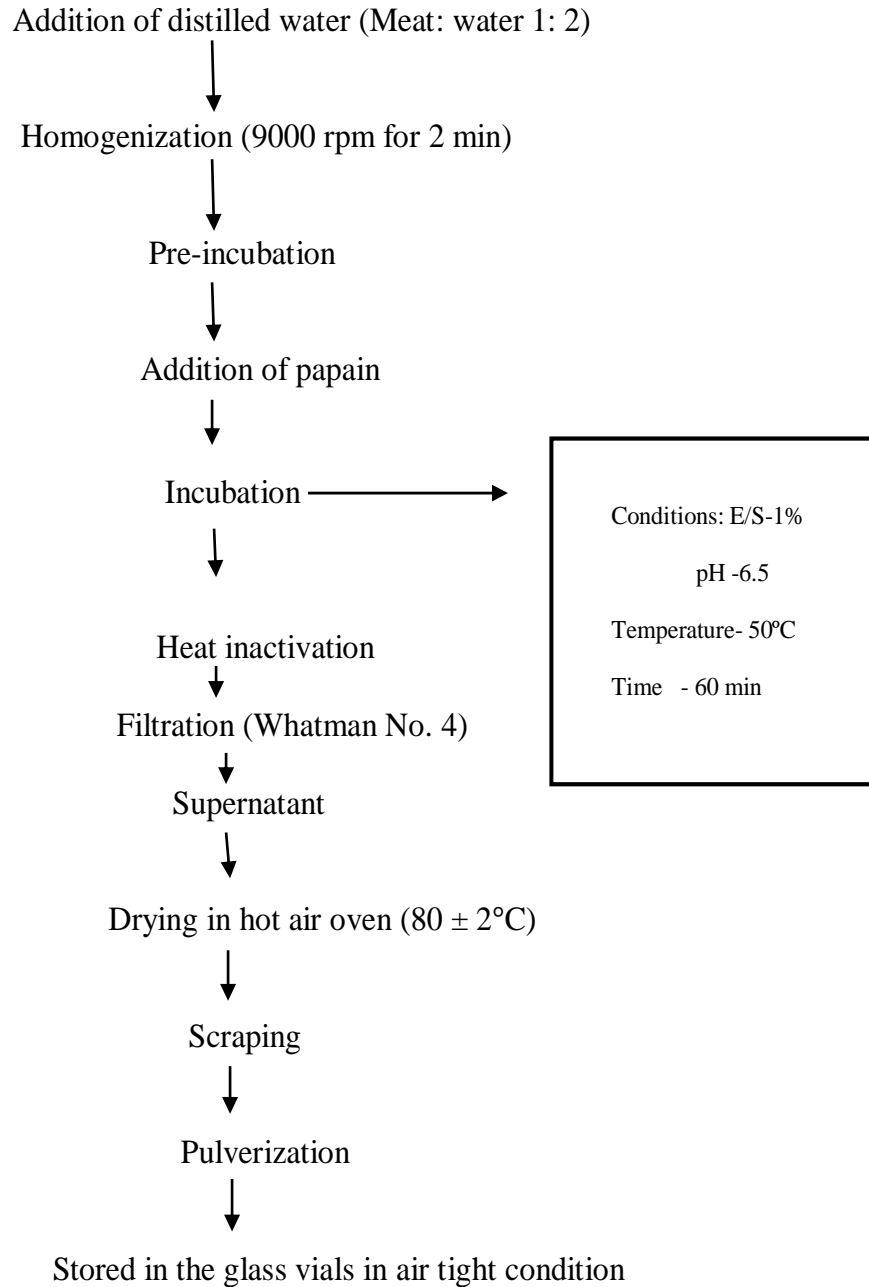 Addition of distilled water (Meat: water 1: 2)
Homogenization (9000 rpm for 2 min)
Pre-incubation
Addition of papain
Incubation
Conditions: E/S-1%
pH -6.5
Temperature- 50ºC
Time - 60 min
Heat inactivation
Filtration (Whatman No. 4)
Supernatant
Drying in hot air oven (80 ± 2°C)
Scraping
Pulverization
Stored in the glass vials in air tight condition